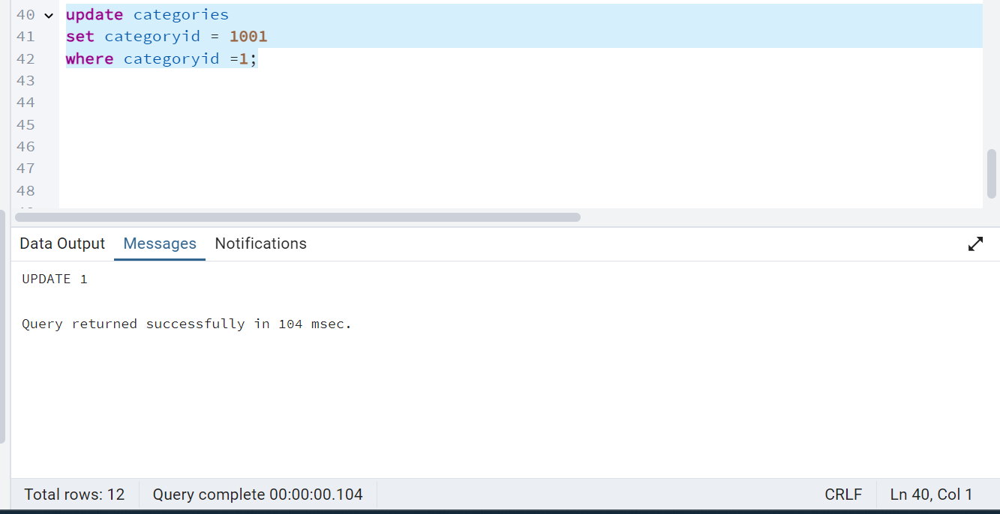 40 update categories
41 set categoryid = 1001
42 where categoryid =1;
43
44
45
46
47
48
Data Output Messages Notifications
UPDATE 1
Query returned successfully in 104 msec.
Total rows: 12 Query complete 00:00:00.104 CRLF Ln 40, Col 1